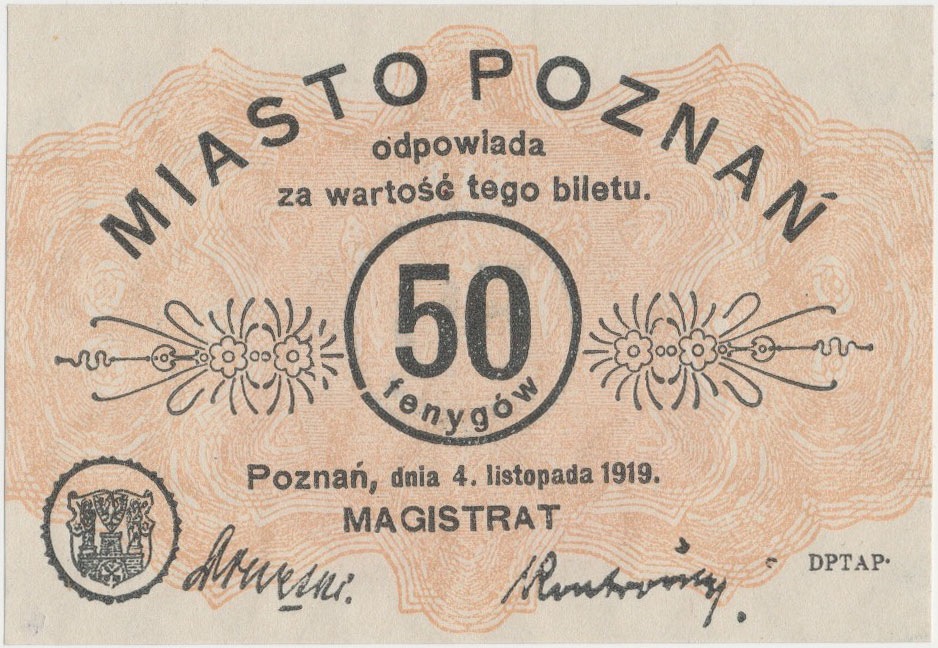 MIASTO POZNAŃ
odpowiada
za wartość tego biletu.
50
fenygów
Poznań, dnia 4. listopada 1919.
MAGISTRAT
DPTAP.